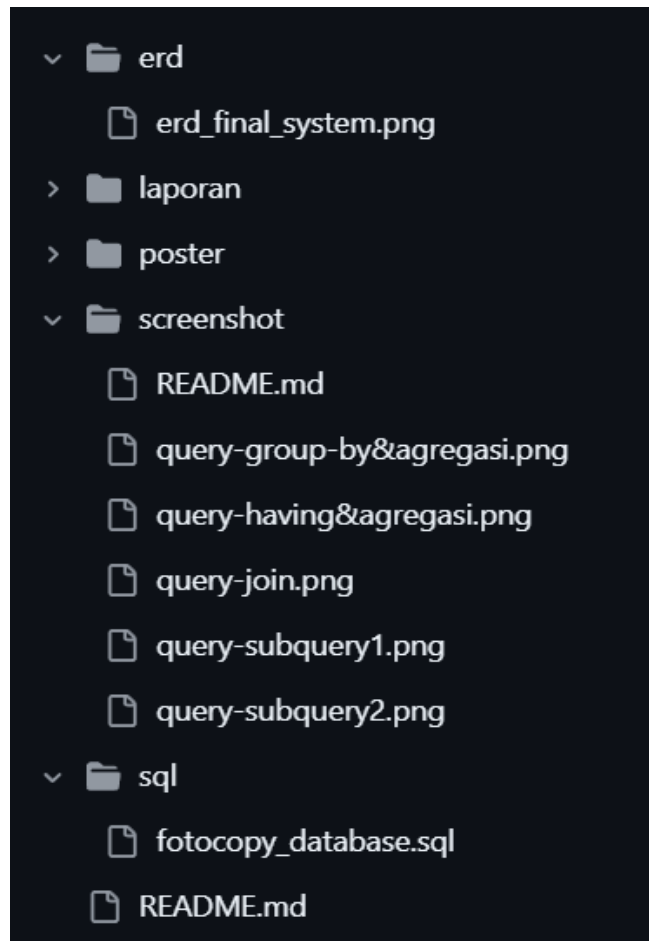 erd
erd_final_system.png
laporan
poster
screenshot
README.md
query-group-by&agregasi.png
query-having&agregasi.png
query-join.png
query-subquery1.png
query-subquery2.png
sql
fotocopy_database.sql
README.md